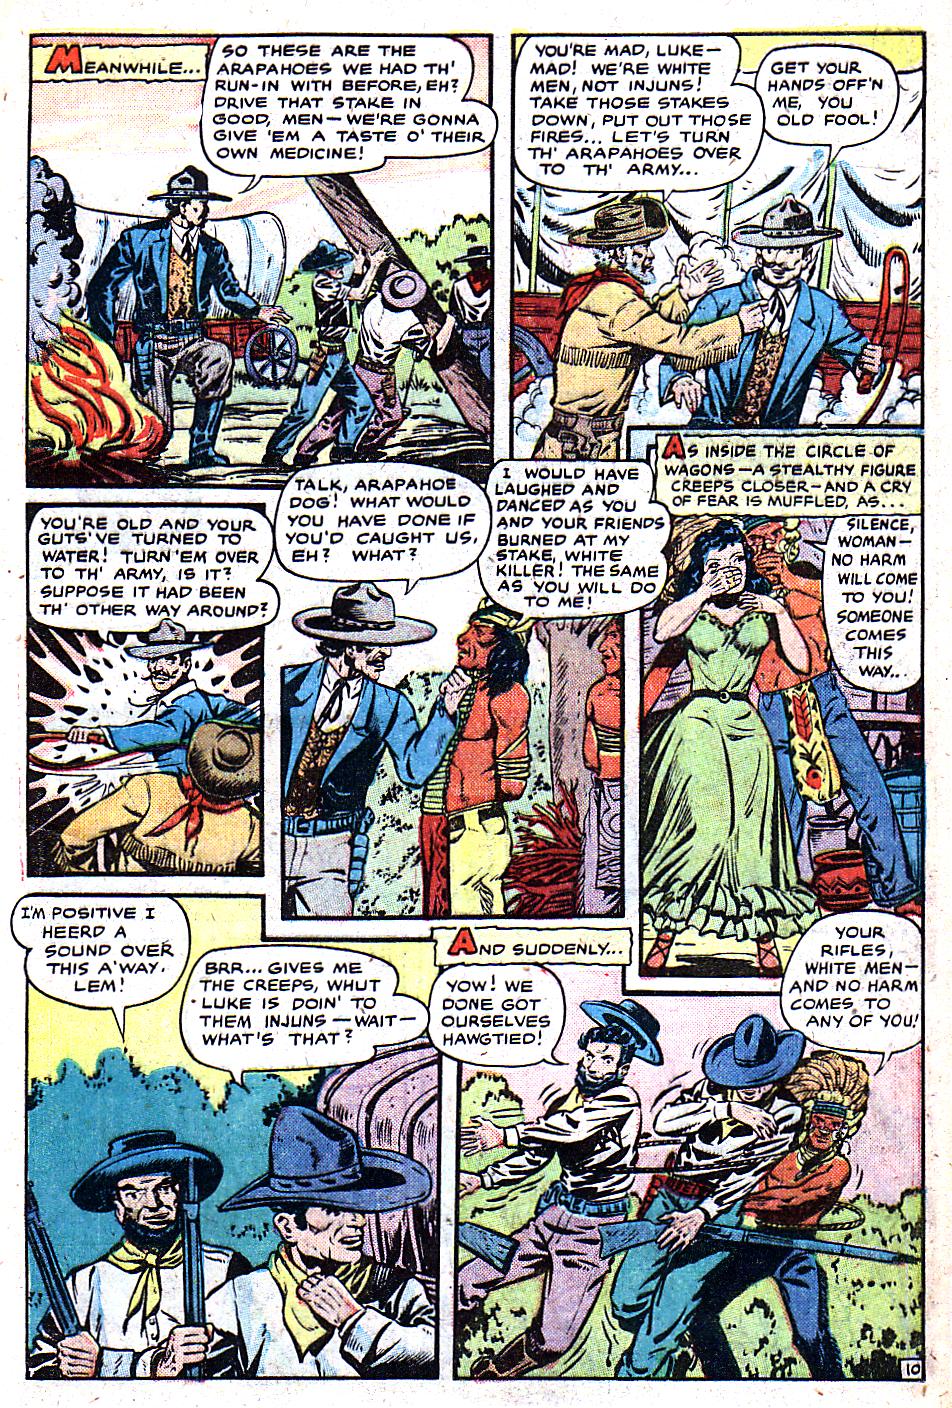 MEANWHILE...
SO THESE ARE THE
ARAPAHOES WE HAD TH'
RUN-IN WITH BEFORE, EH?
DRIVE THAT STAKE IN
GOOD, MEN—WE'RE GONNA
GIVE 'EM A TASTE O' THEIR
OWN MEDICINE!
YOU'RE MAD, LUKE—
MAD! WE'RE WHITE
MEN, NOT INJUNS!
TAKE THOSE STAKES
DOWN, PUT OUT THOSE
FIRES... LET'S TURN
TH' ARAPAHOES OVER
TO TH' ARMY...
GET YOUR
HANDS OFF'N
ME, YOU
OLD FOOL!
YOU'RE OLD AND YOUR
GUTS'VE TURNED TO
WATER! TURN 'EM OVER
TO TH' ARMY, IS IT?
SUPPOSE IT HAD BEEN
TH' OTHER WAY AROUND?
TALK, ARAPAHOE
DOG! WHAT WOULD
YOU HAVE DONE IF
YOU'D CAUGHT US,
EH? WHAT?
I WOULD HAVE
LAUGHED AND
DANCED AS YOU
AND YOUR FRIENDS
BURNED AT MY
STAKE, WHITE
KILLER! THE SAME
AS YOU WILL DO
TO ME!
AS INSIDE THE CIRCLE OF
WAGONS—A STEALTHY FIGURE
CREEPS CLOSER—AND A CRY
OF FEAR IS MUFFLED, AS...
SILENCE,
WOMAN—
NO HARM
WILL COME
TO YOU!
SOMEONE
COMES
THIS
WAY...
I'M POSITIVE I
HEERD A
SOUND OVER
THIS A'WAY,
LEM!
BRR... GIVES ME
THE CREEPS, WHUT
LUKE IS DOIN' TO
THEM INJUNS—WAIT—
WHAT'S THAT?
AND SUDDENLY...
YOW! WE
DONE GOT
OURSELVES
HAWGTIED!
YOUR
RIFLES,
WHITE MEN—
AND NO HARM
COMES TO
ANY OF YOU!
10